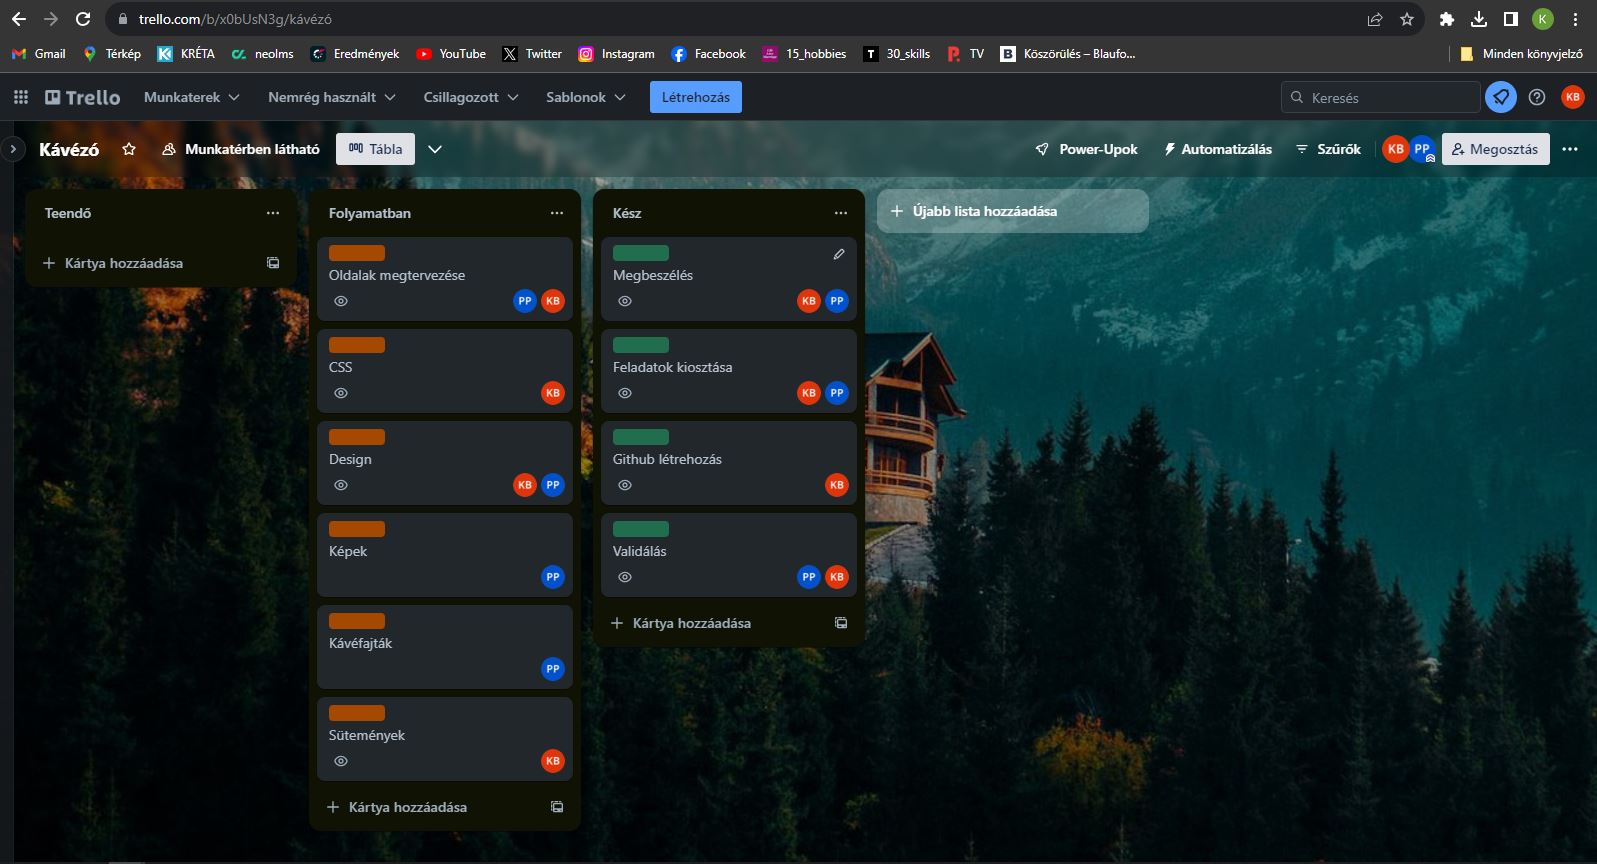 trello.com/b/x0bUsN3g/kávézó
K
Gmail Térkép KRÉTA neolms Eredmények YouTube Twitter Instagram Facebook 15_hobbies 30_skills TV Köszörülés – Blaufo... Minden könyvjelző
Trello Munkaterek Nemrég használt Csillagozott Sablonok Létrehozás Keresés KB
Kávézó Munkatérben látható Tábla Power-Upok Automatizálás Szűrők KB PP Megosztás
Teendő
Kártya hozzáadása
Folyamatban
Oldalak megtervezése
PP KB
CSS
KB
Design
KB PP
Képek
PP
Kávéfajták
PP
Sütemények
KB
Kártya hozzáadása
Kész
Megbeszélés
KB PP
Feladatok kiosztása
KB PP
Github létrehozás
KB
Validálás
PP KB
Kártya hozzáadása
Újabb lista hozzáadása